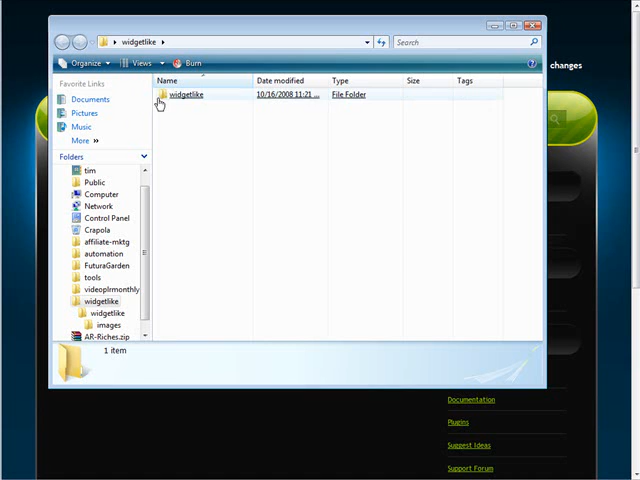 widgetlike
Search
Organize
Views
Burn
changes
Favorite Links
Documents
Pictures
Music
More »
Folders
tim
Public
Computer
Network
Control Panel
Crapola
affiliate-mktg
automation
FuturaGarden
tools
videoplrmonthly
widgetlike
widgetlike
images
AR-Riches.zip
Name Date modified Type Size Tags
widgetlike 10/16/2008 11:21 ... File Folder
1 item
Documentation
Plugins
Suggest Ideas
Support Forum